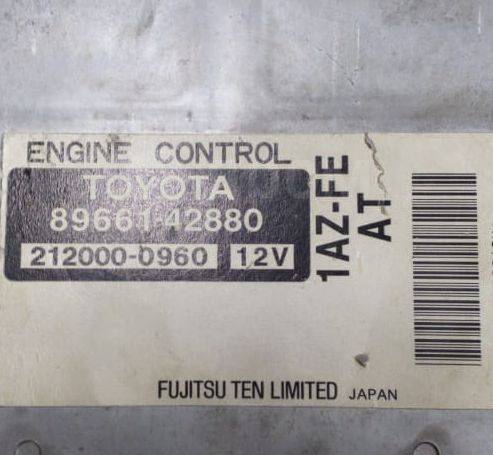 ENGINE CONTROL
TOYOTA
89661-42880
212000-0960 12V
1AZ-FE
AT
FUJITSU TEN LIMITED JAPAN